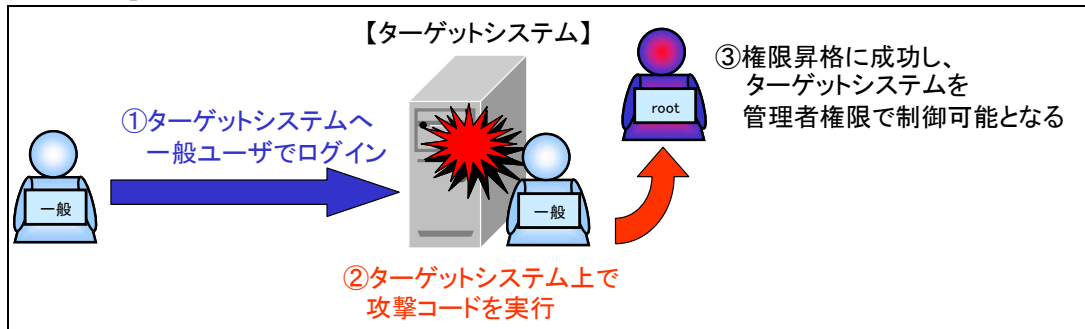 【ターゲットシステム】
①ターゲットシステムへ
一般ユーザでログイン
一般
一般
②ターゲットシステム上で
攻撃コードを実行
root
③権限昇格に成功し、
ターゲットシステムを
管理者権限で制御可能となる